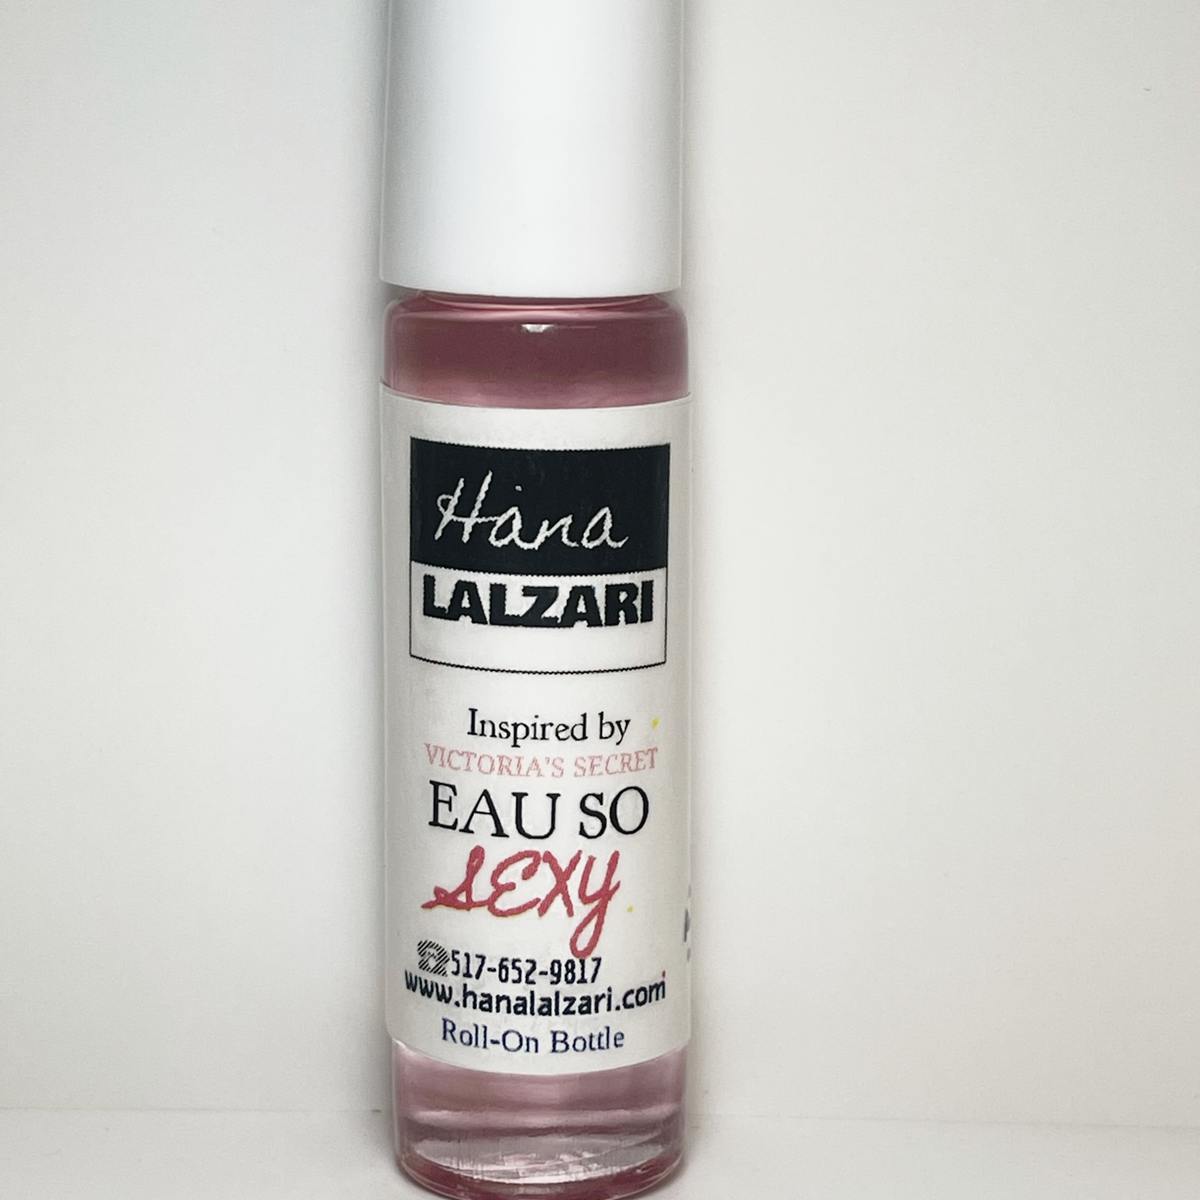 Hana
LALZARI
Inspired by
VICTORIA'S SECRET
EAU SO
SEXY
517-652-9817
www.hanalalzari.com
Roll-On Bottle